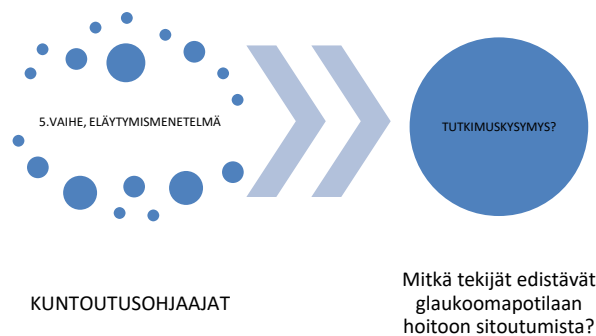 5.VAIHE, ELÄYTYMISMENETELMÄ
TUTKIMUSKYSYMYS?
KUNTOUTUSOHJAAJAT
Mitkä tekijät edistävät
glaukoomapotilaan
hoitoon sitoutumista?